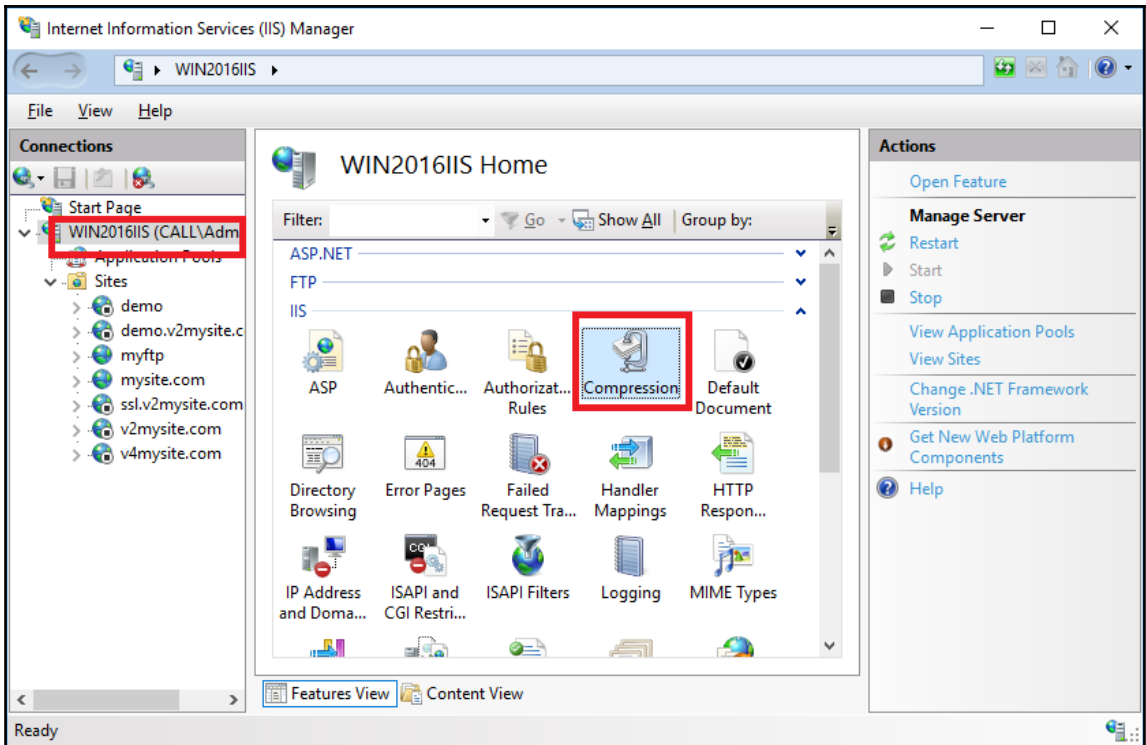 Internet Information Services (IIS) Manager
WIN2016IIS
File View Help
Connections
Start Page
WIN2016IIS (CALL\Adm
Application Pools
Sites
demo
demo.v2mysite.c
myftp
mysite.com
ssl.v2mysite.com
v2mysite.com
v4mysite.com
WIN2016IIS Home
Filter: Go Show All Group by:
ASP.NET
FTP
IIS
ASP Authentic... Authorizat... Compression Default
Rules Document
404
Directory Error Pages Failed Handler HTTP
Browsing Request Tra... Mappings Respon...
CGI
IP Address ISAPI and ISAPI Filters Logging MIME Types
and Doma... CGI Restri...
Features View Content View
Actions
Open Feature
Manage Server
Restart
Start
Stop
View Application Pools
View Sites
Change .NET Framework
Version
Get New Web Platform
Components
Help
Ready